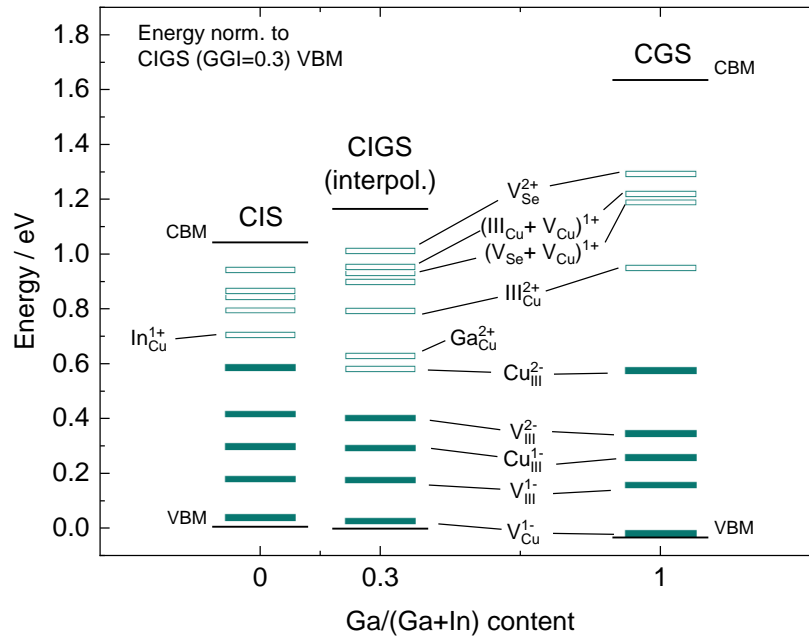 Energy norm. to
CIGS (GGI=0.3) VBM
CGS
CBM
CIGS
(interpol.)
CIS
CBM
V_Se^2+
(III_Cu + V_Cu)^1+
(V_Se + V_Cu)^1+
III_Cu^2+
In_Cu^1+
Ga_Cu^2+
Cu_III^2-
V_III^2-
Cu_III^1-
V_III^1-
V_Cu^1-
VBM
VBM
1.8
1.6
1.4
1.2
1.0
0.8
0.6
0.4
0.2
0.0
Energy / eV
0
0.3
1
Ga/(Ga+In) content